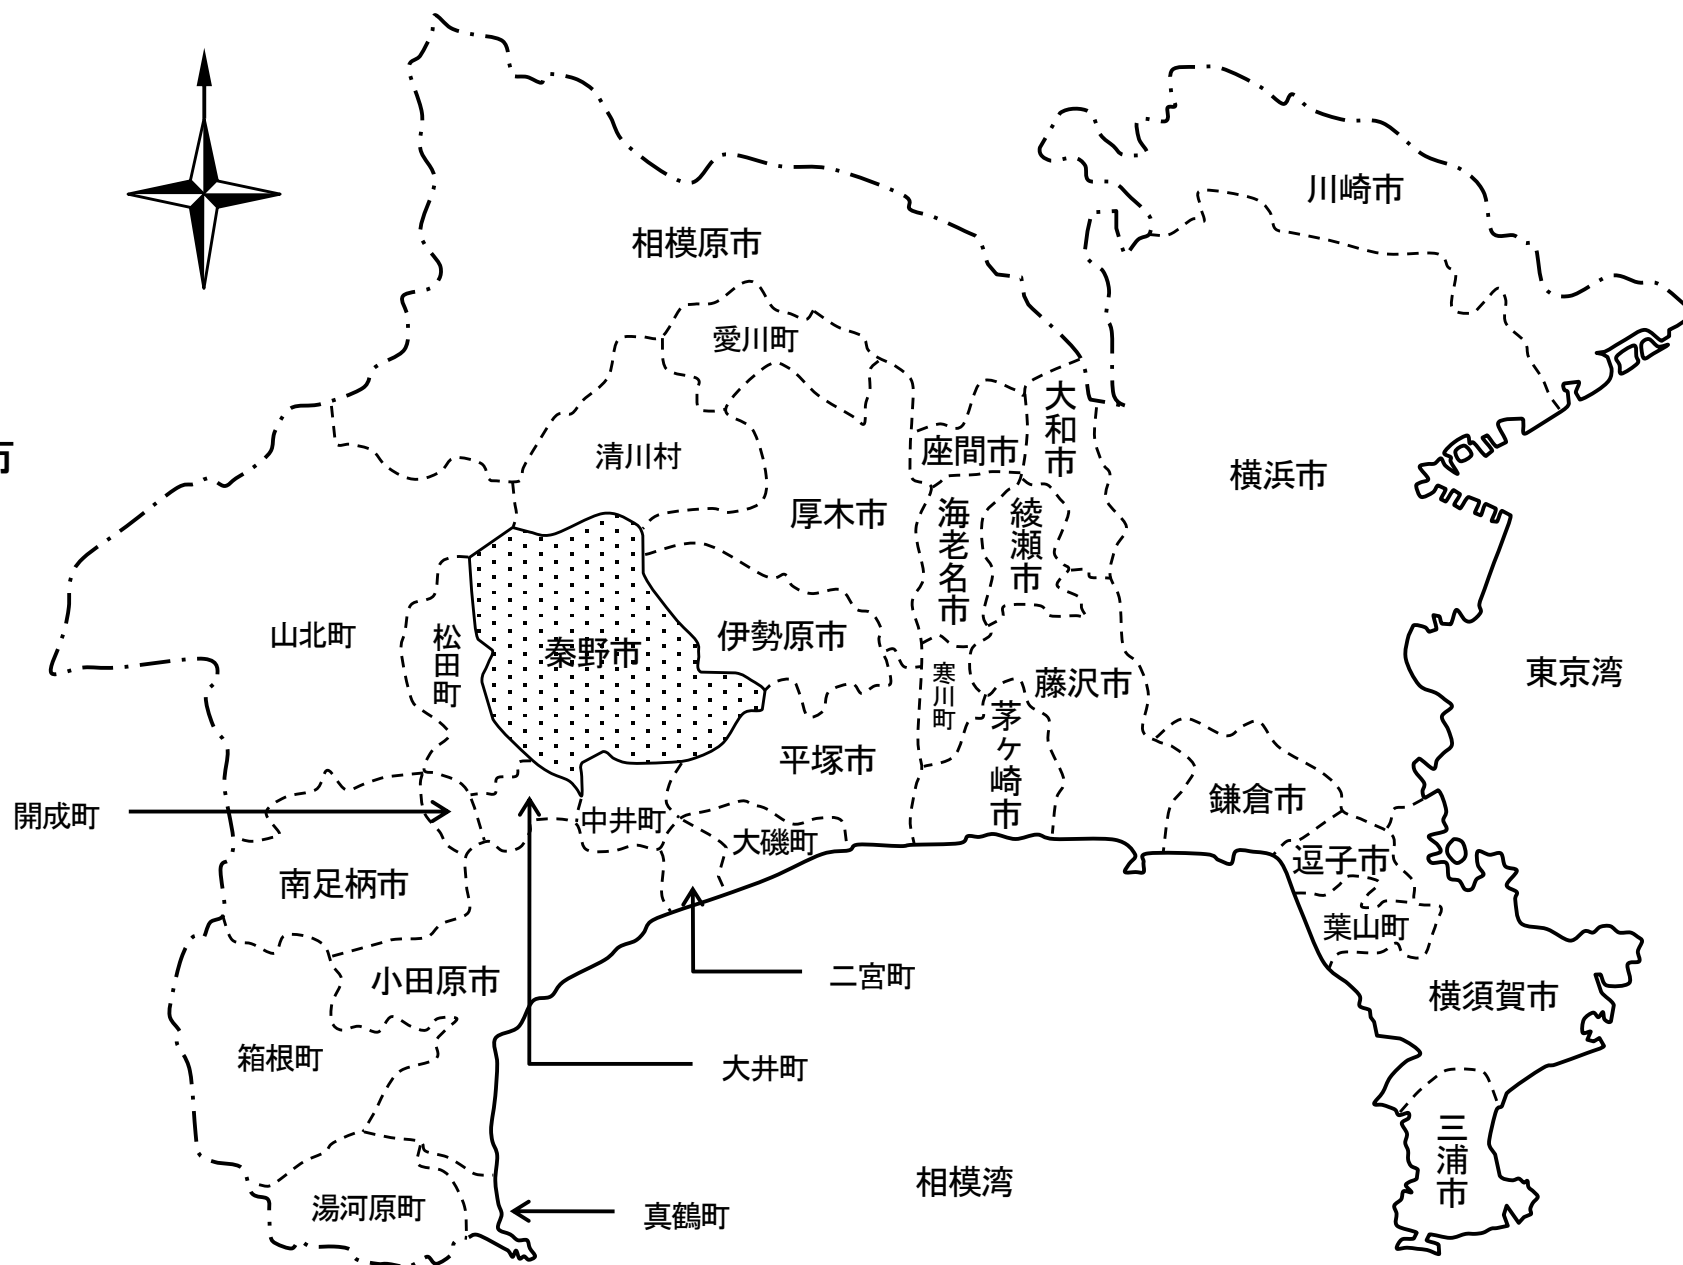 川崎市
相模原市
愛川町
大和市
座間市
清川村
横浜市
厚木市
海老名市
綾瀬市
山北町
松田町
秦野市
伊勢原市
寒川町
藤沢市
東京湾
茅ヶ崎市
平塚市
鎌倉市
開成町
中井町
大磯町
逗子市
南足柄市
葉山町
小田原市
二宮町
横須賀市
箱根町
大井町
三浦市
相模湾
湯河原町
真鶴町
市